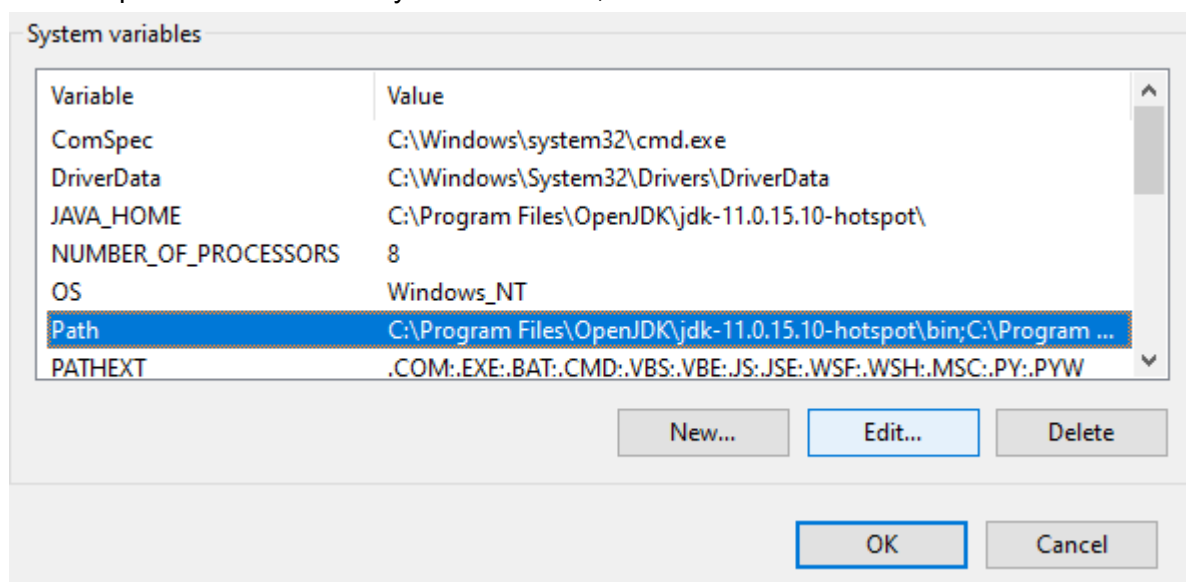 System variables
Variable Value
ComSpec C:\Windows\system32\cmd.exe
DriverData C:\Windows\System32\Drivers\DriverData
JAVA_HOME C:\Program Files\OpenJDK\jdk-11.0.15.10-hotspot\
NUMBER_OF_PROCESSORS 8
OS Windows_NT
Path C:\Program Files\OpenJDK\jdk-11.0.15.10-hotspot\bin;C:\Program ...
PATHEXT .COM;.EXE;.BAT;.CMD;.VBS;.VBE;.JS;.JSE;.WSF;.WSH;.MSC;.PY;.PYW
New... Edit... Delete
OK Cancel